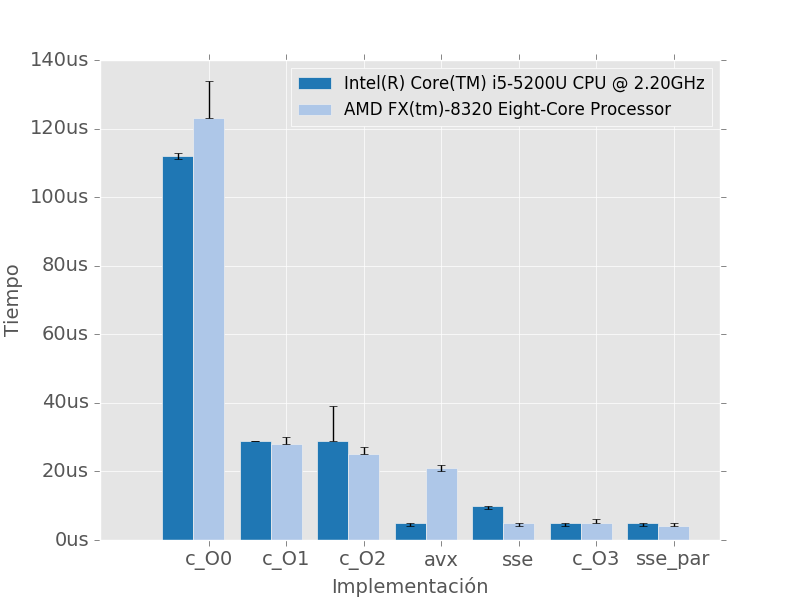 140us
120us
100us
80us
60us
40us
20us
0us
Tiempo
Intel(R) Core(TM) i5-5200U CPU @ 2.20GHz
AMD FX(tm)-8320 Eight-Core Processor
c_O0 c_O1 c_O2 avx sse c_O3 sse_par
Implementación